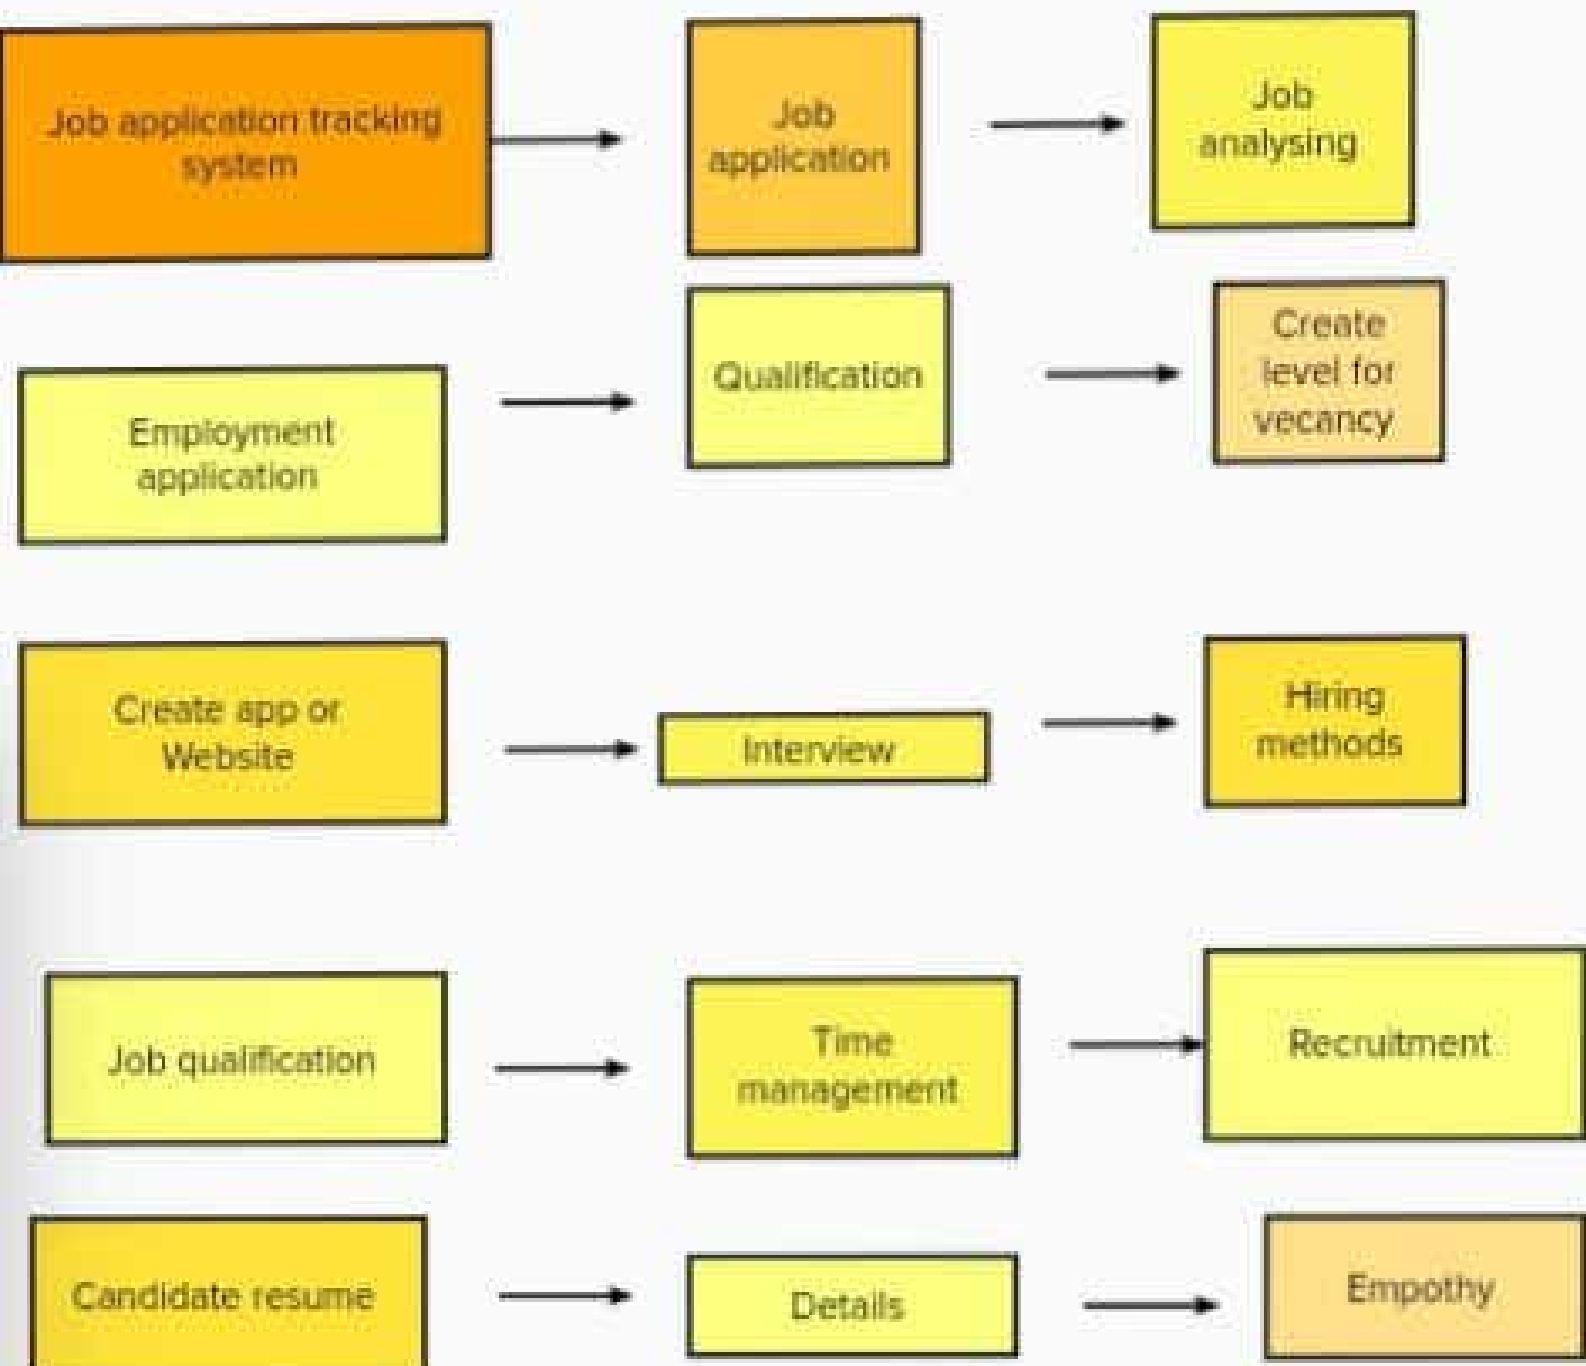 Job application tracking
system
Job
application
Job
analysing
Employment
application
Qualification
Create
level for
vecancy
Create app or
Website
Interview
Hiring
methods
Job qualification
Time
management
Recruitment
Candidate resume
Details
Empothy